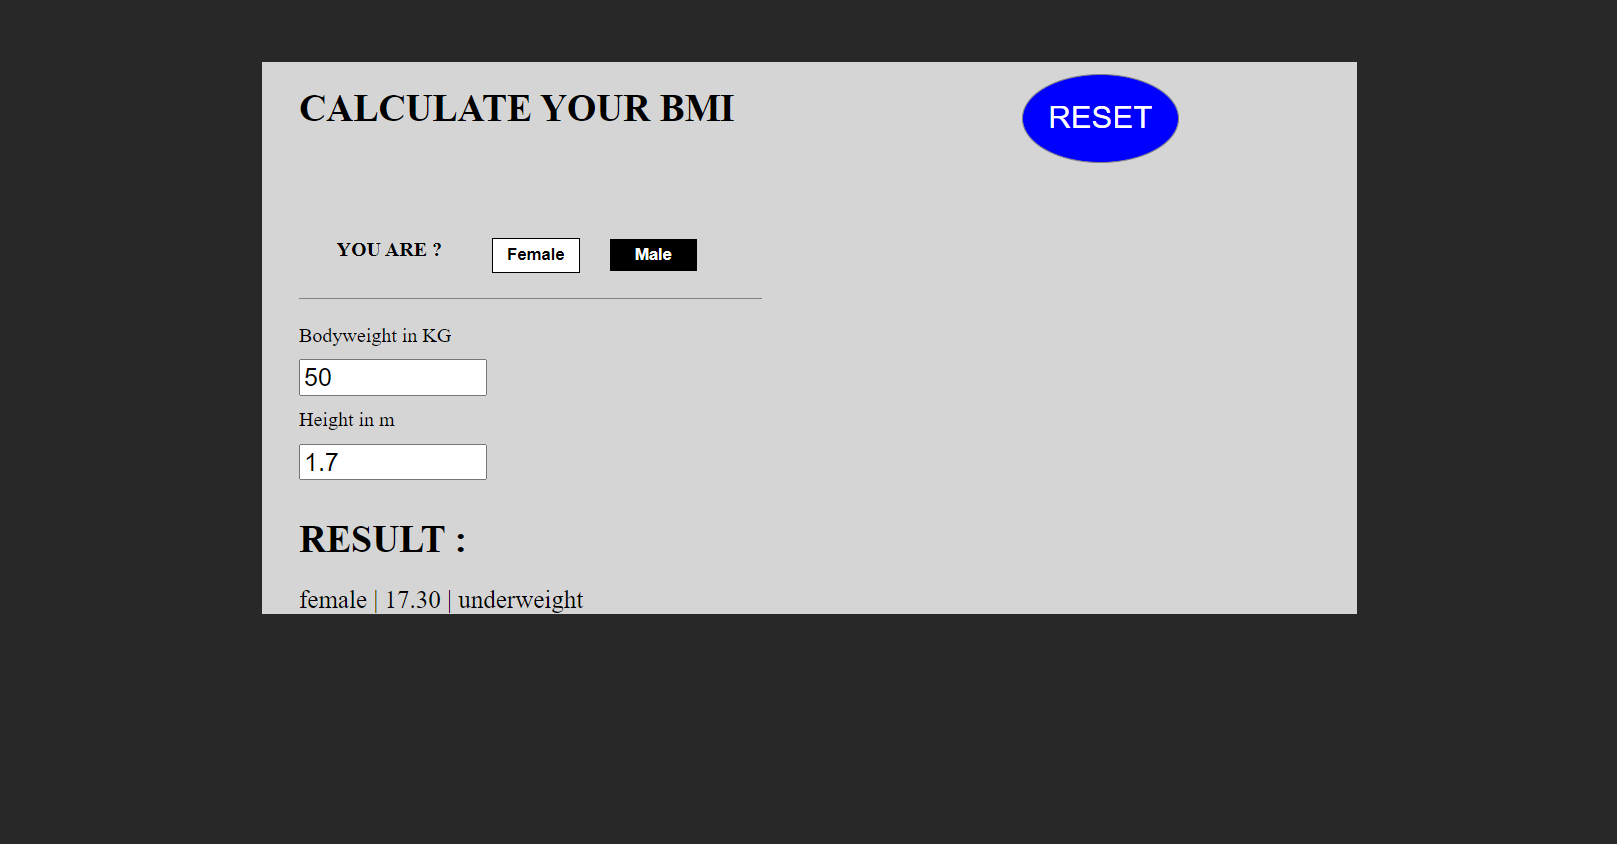 CALCULATE YOUR BMI
RESET
YOU ARE ?
Female
Male
Bodyweight in KG
50
Height in m
1.7
RESULT :
female | 17.30 | underweight